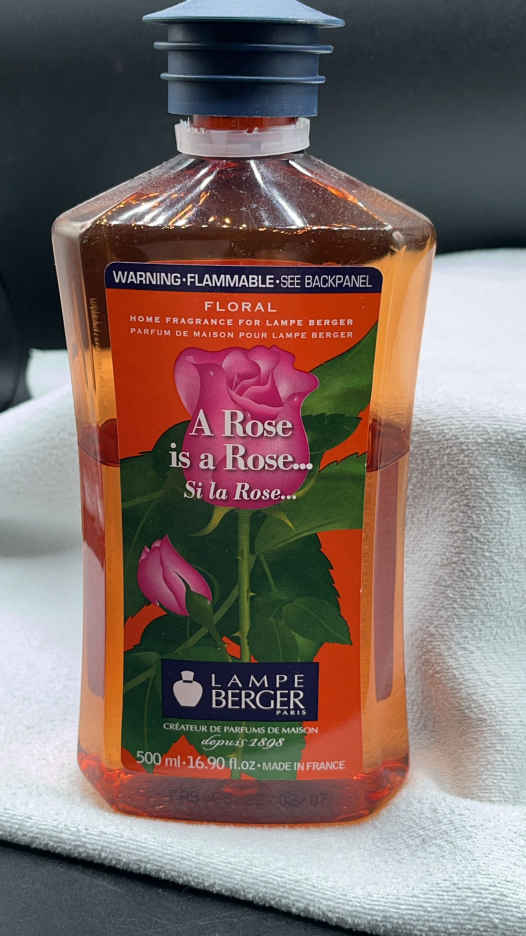 WARNING•FLAMMABLE•SEE BACKPANEL
FLORAL
HOME FRAGRANCE FOR LAMPE BERGER
PARFUM DE MAISON POUR LAMPE BERGER
A Rose
is a Rose...
Si la Rose...
LAMPE
BERGER
PARIS
CRÉATEUR DE PARFUMS DE MAISON
depuis 1898
500 ml•16.90 fl.oz•MADE IN FRANCE